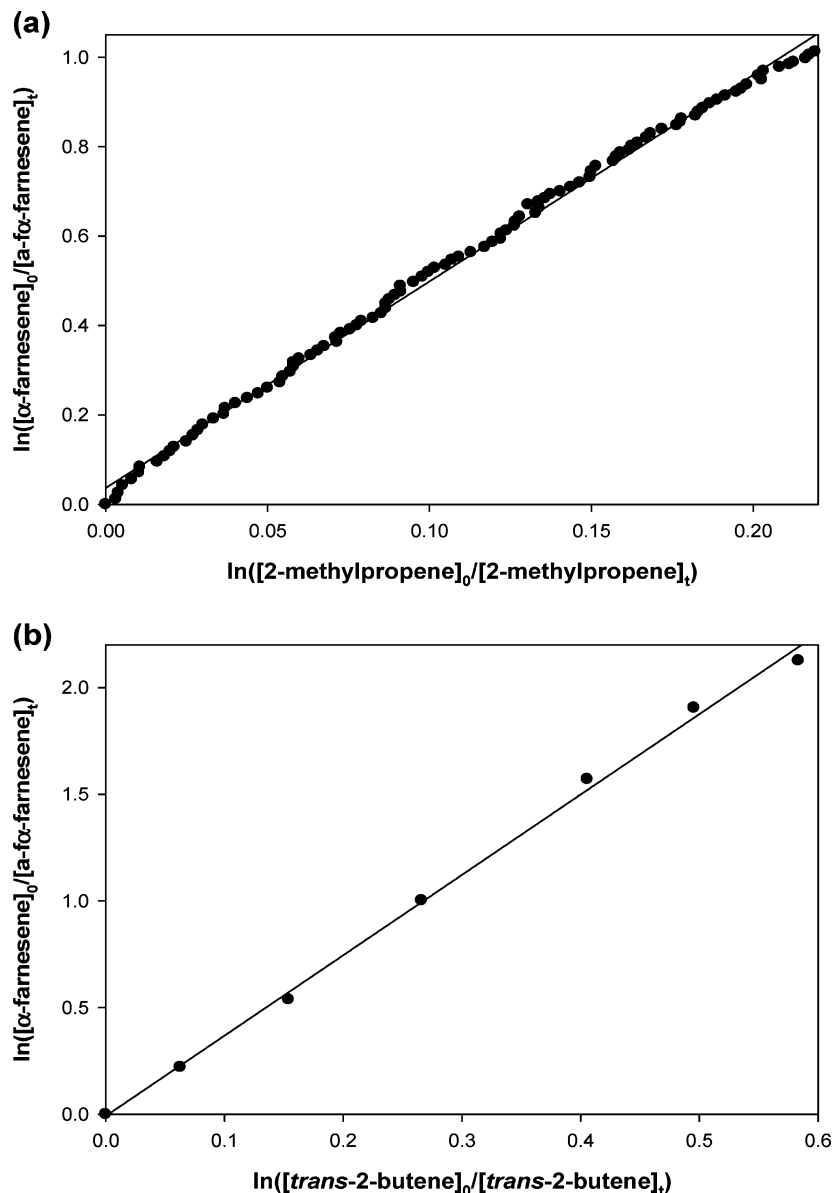 (a)
ln([α-farnesene]0/[a-fα-farnesene]t)
1.0
0.8
0.6
0.4
0.2
0.0
0.00 0.05 0.10 0.15 0.20
ln([2-methylpropene]0/[2-methylpropene]t)
(b)
ln([α-farnesene]0/[a-fα-farnesene]t)
2.0
1.5
1.0
0.5
0.0
0.0 0.1 0.2 0.3 0.4 0.5 0.6
ln([trans-2-butene]0/[trans-2-butene]t)